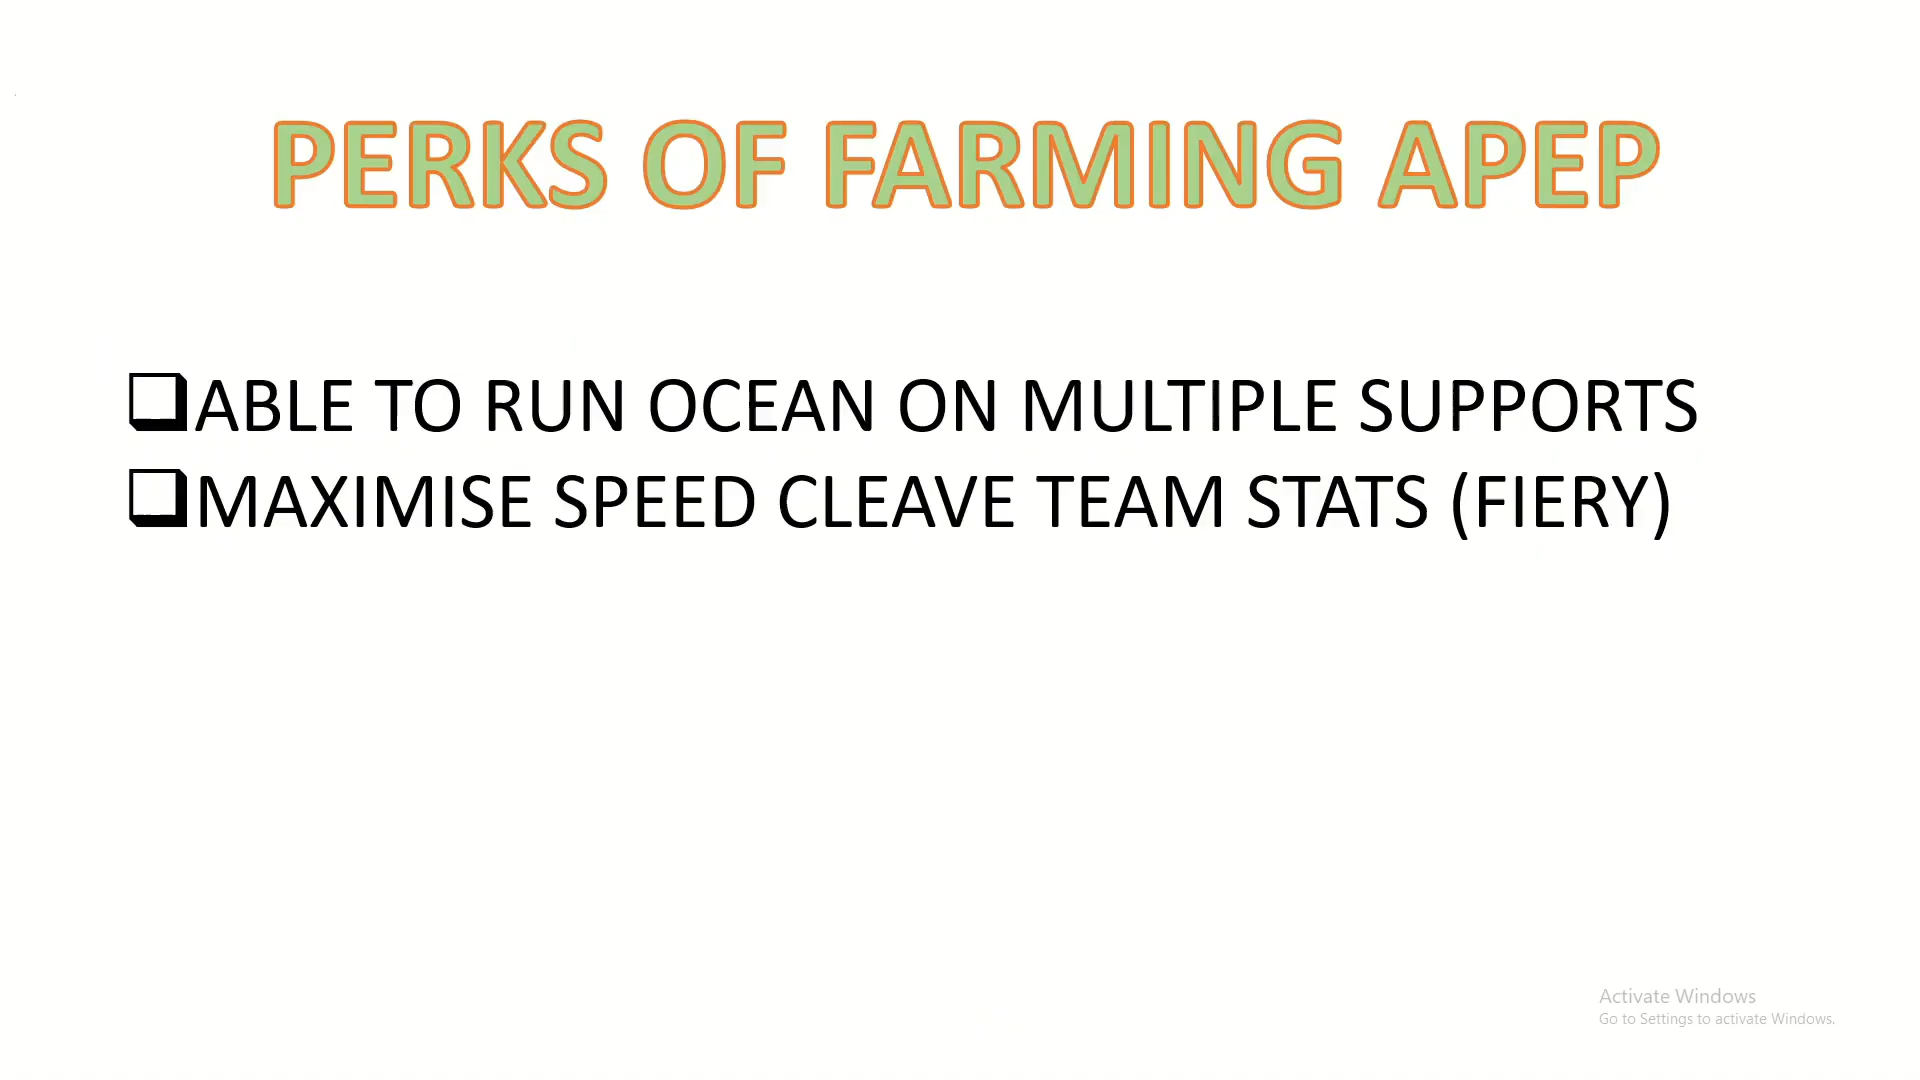 PERKS OF FARMING APEP
❑ABLE TO RUN OCEAN ON MULTIPLE SUPPORTS
❑MAXIMISE SPEED CLEAVE TEAM STATS (FIERY)
Activate Windows
Go to Settings to activate Windows.